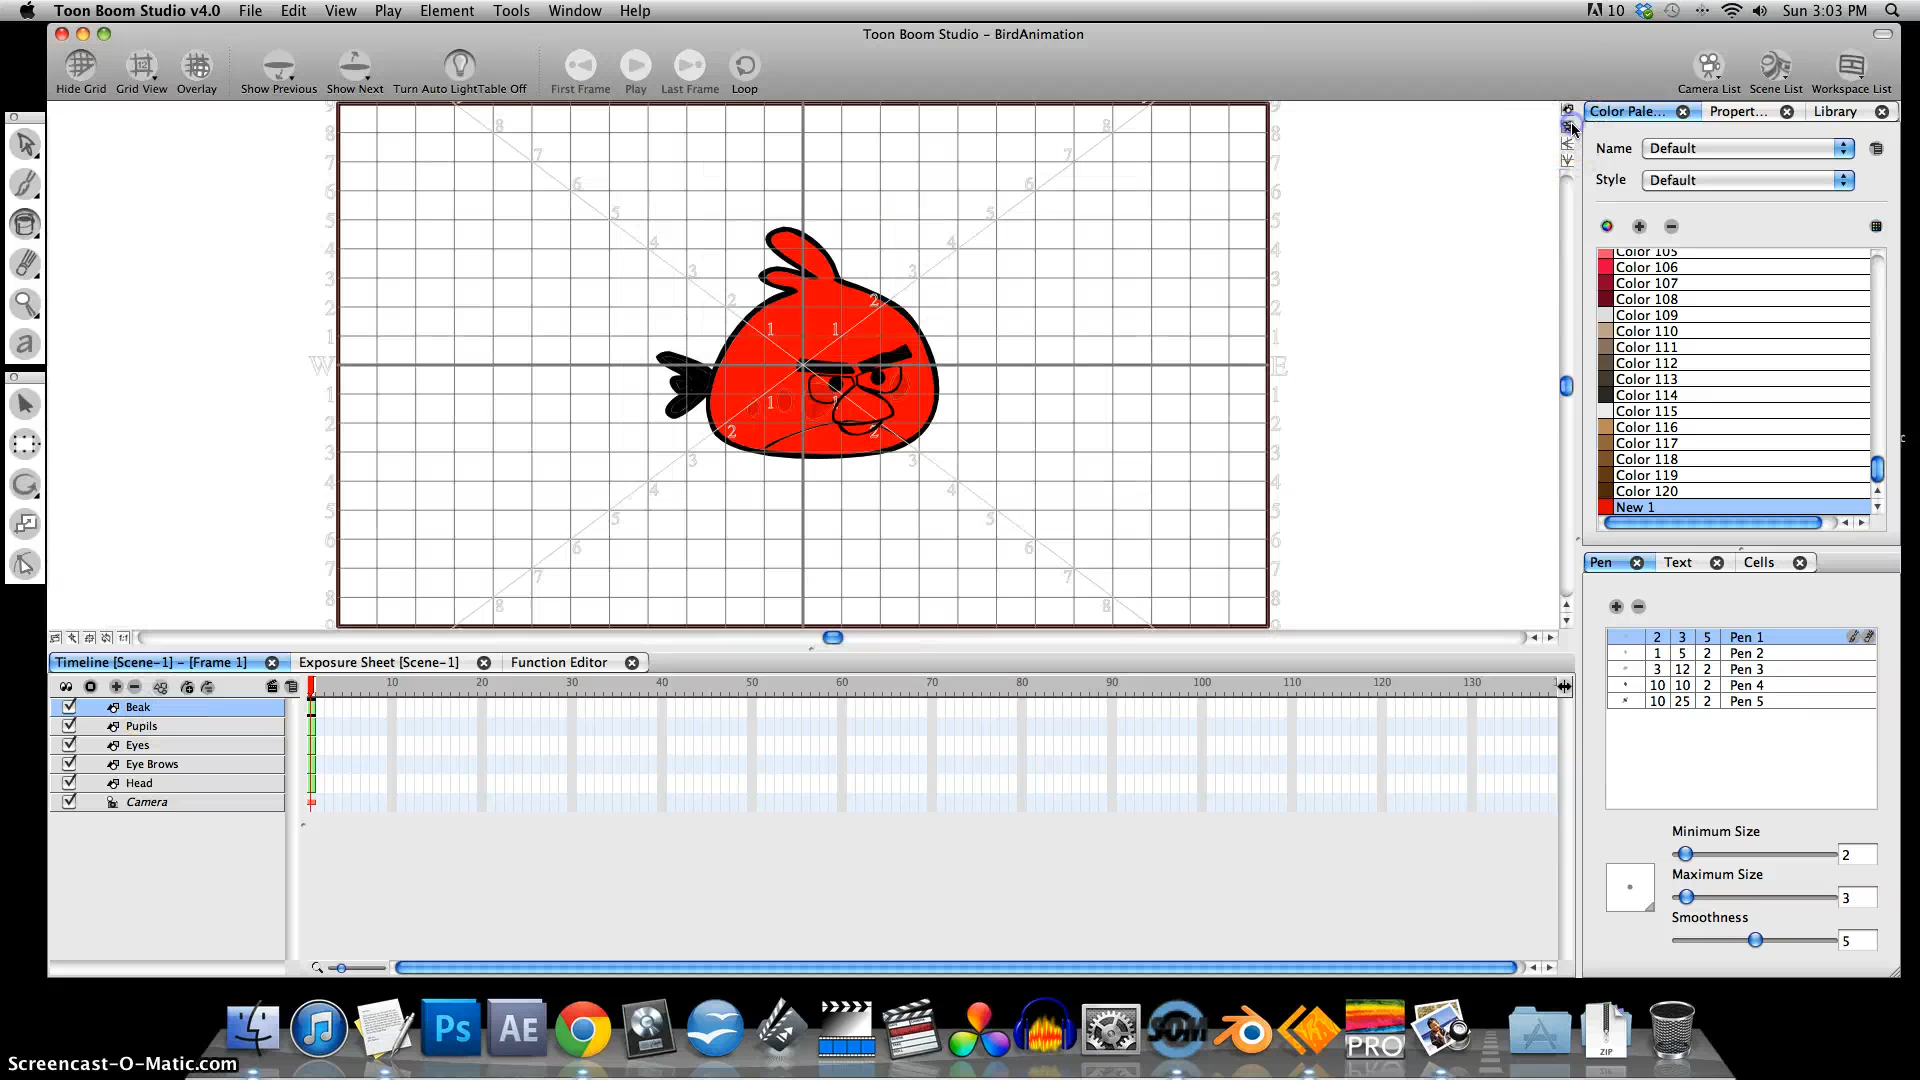 Toon Boom Studio v4.0 File Edit View Play Element Tools Window Help 10 Sun 3:03 PM
Toon Boom Studio - BirdAnimation
Hide Grid Grid View Overlay Show Previous Show Next Turn Auto LightTable Off First Frame Play Last Frame Loop Camera List Scene List Workspace List
Color Pale... Propert... Library
Name Default
Style Default
Color 105
Color 106
Color 107
Color 108
Color 109
Color 110
Color 111
Color 112
Color 113
Color 114
Color 115
Color 116
Color 117
Color 118
Color 119
Color 120
New 1
Pen Text Cells
2 3 5 Pen 1
1 5 2 Pen 2
3 12 2 Pen 3
10 10 2 Pen 4
10 25 2 Pen 5
Minimum Size
2
Maximum Size
3
Smoothness
5
W E
Timeline [Scene-1] - [Frame 1] Exposure Sheet [Scene-1] Function Editor
10 20 30 40 50 60 70 80 90 100 110 120 130
Beak
Pupils
Eyes
Eye Brows
Head
Camera
Ps AE SOM PRO ZIP
Screencast-O-Matic.com